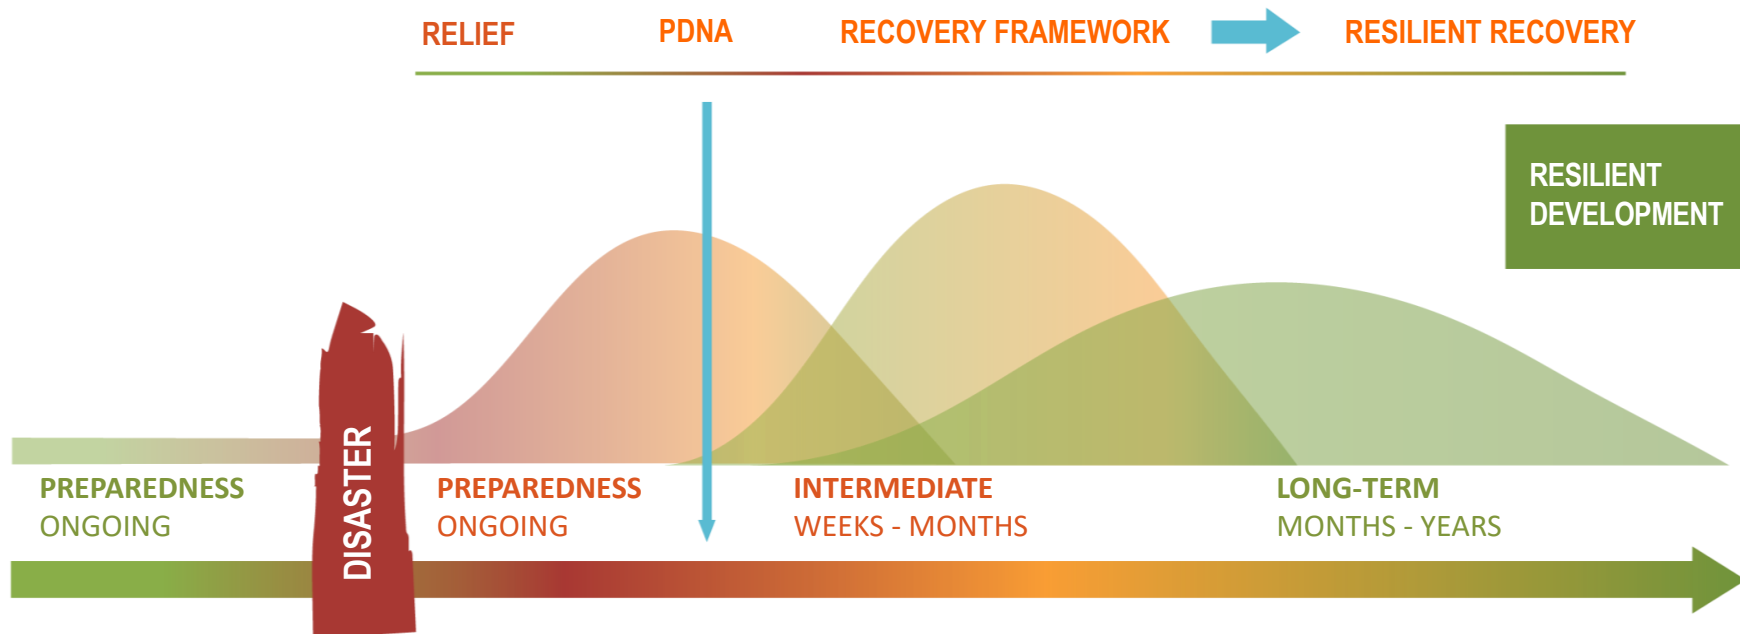 RELIEF
PDNA
RECOVERY FRAMEWORK
RESILIENT RECOVERY
RESILIENT
DEVELOPMENT
DISASTER
PREPAREDNESS
ONGOING
PREPAREDNESS
ONGOING
INTERMEDIATE
WEEKS - MONTHS
LONG-TERM
MONTHS - YEARS